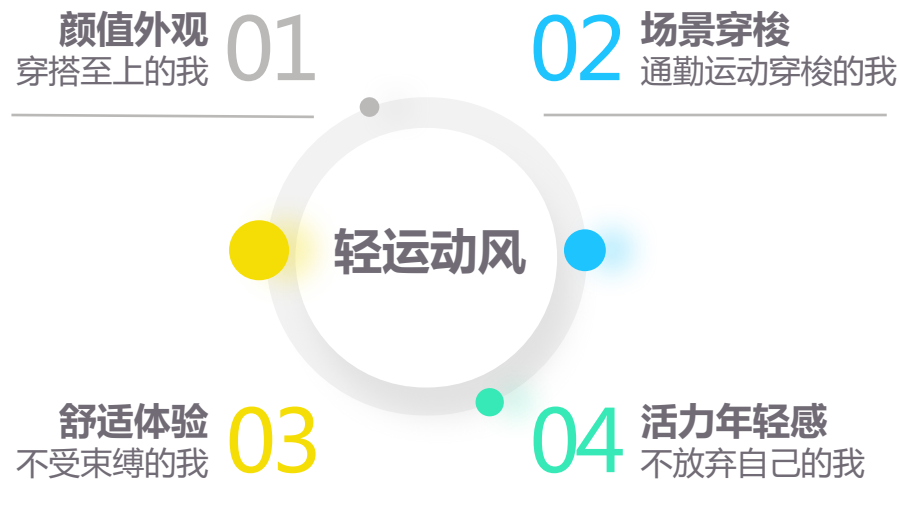 颜值外观
穿搭至上的我
01
02
场景穿梭
通勤运动穿梭的我
轻运动风
舒适体验
不受束缚的我
03
04
活力年轻感
不放弃自己的我